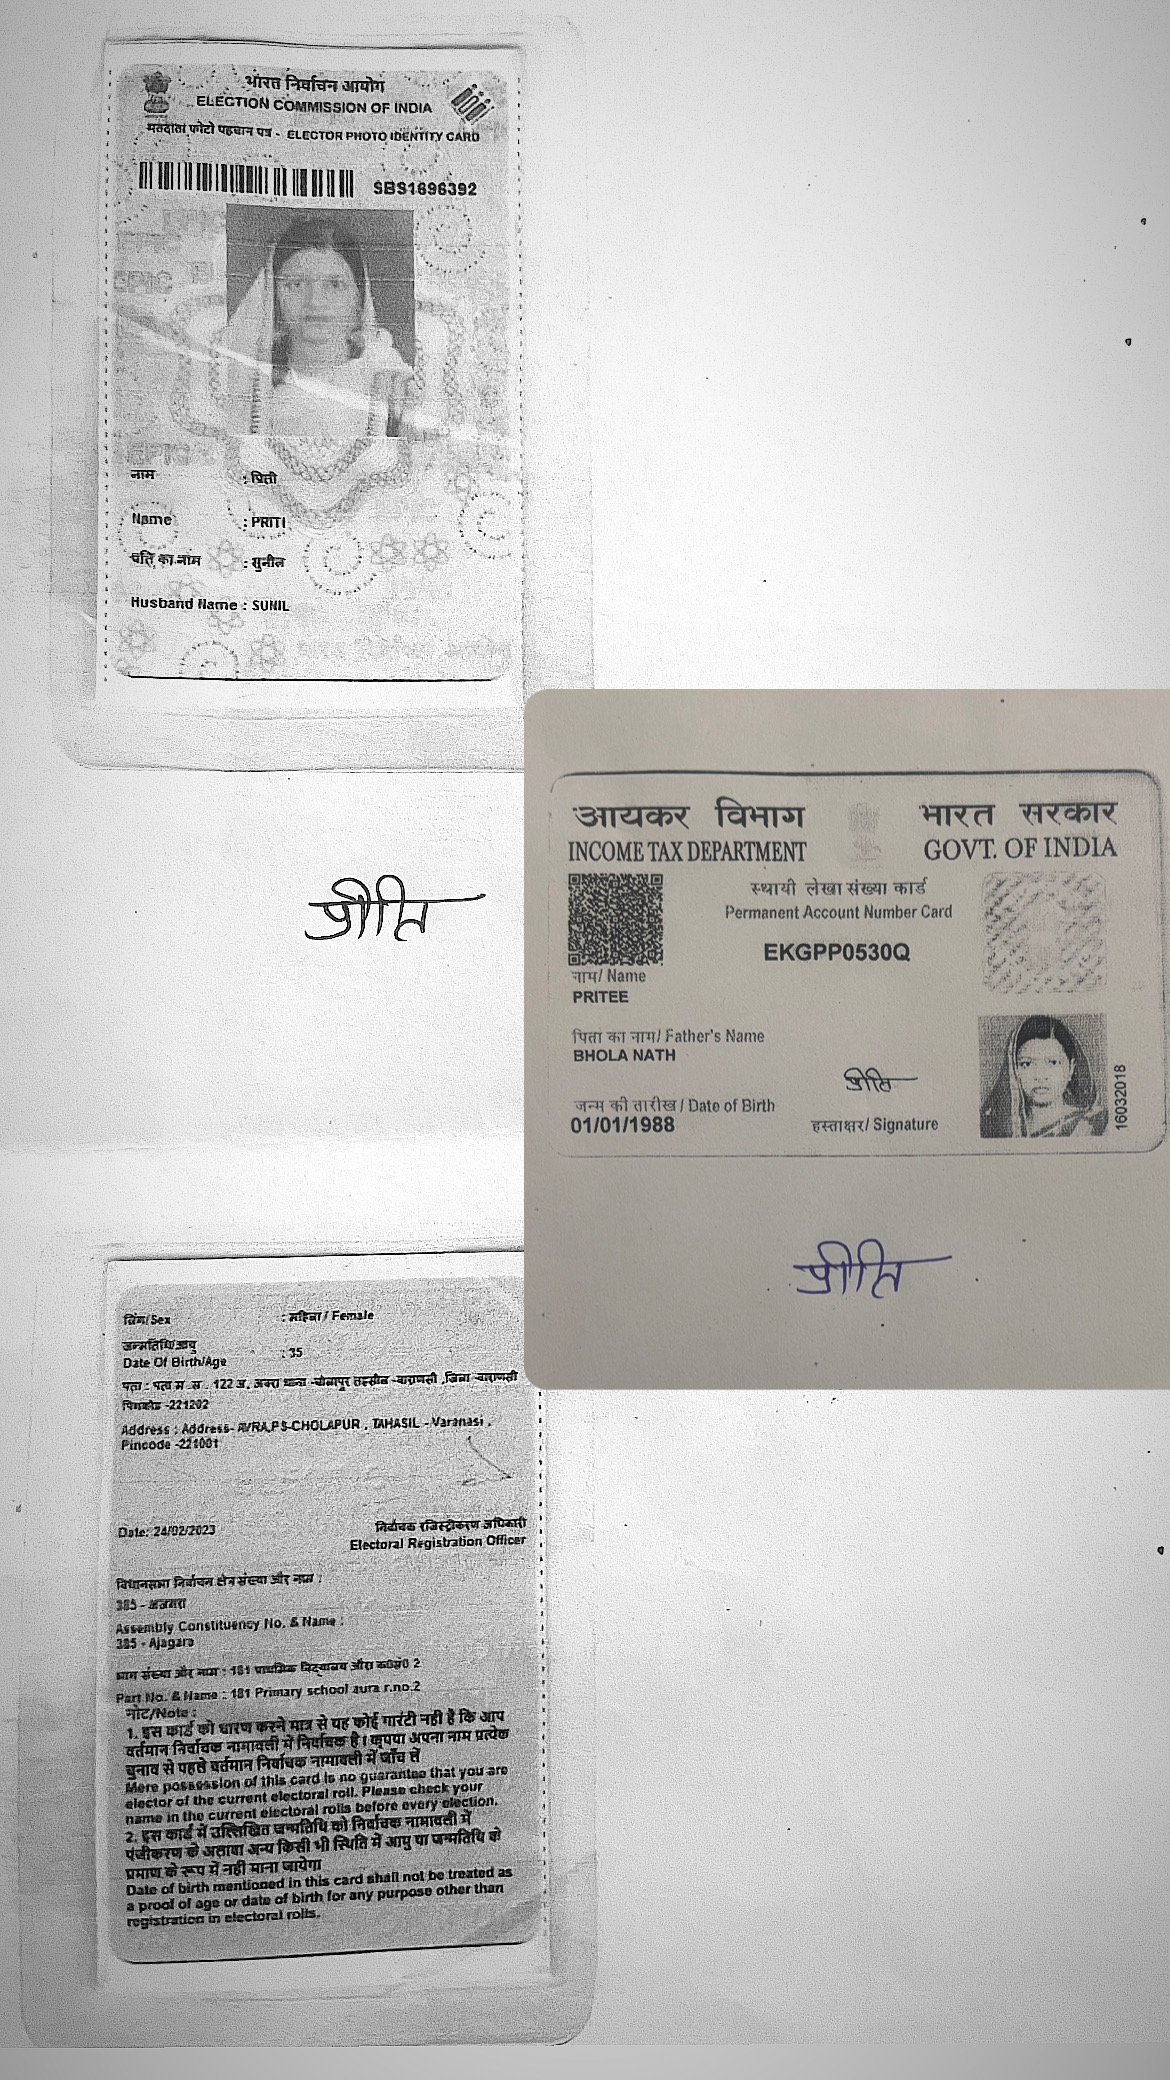 भारत निर्वाचन आयोग
ELECTION COMMISSION OF INDIA
मतदाता फोटो पहचान पत्र - ELECTOR PHOTO IDENTITY CARD
SBS1696392
EPIC
EPIC
नाम : प्रिती
Name : PRITI
पति का नाम : सुनील
Husband Name : SUNIL
प्रीति
आयकर विभाग भारत सरकार
INCOME TAX DEPARTMENT GOVT. OF INDIA
स्थायी लेखा संख्या कार्ड
Permanent Account Number Card
EKGPP0530Q
नाम/ Name
PRITEE
पिता का नाम/ Father's Name
BHOLA NATH
प्रीति
जन्म की तारीख / Date of Birth
01/01/1988
हस्ताक्षर/ Signature
16032018
प्रीति
लिंग/Sex : महिला / Female
जन्मतिथि/आयु
Date Of Birth/Age : 35
पता : 122 अ, थाना -चोलापुर तहसील -वाराणसी ,जिला -वाराणसी
पिनकोड -221202
Address : Address- AYRA,PS-CHOLAPUR , TAHASIL - Varanasi ,
Pincode -221001
Date: 24/02/2023
निर्वाचक रजिस्ट्रीकरण अधिकारी
Electoral Registration Officer
विधानसभा निर्वाचन क्षेत्र संख्या और नाम :
385 - अजगरा
Assembly Constituency No. & Name :
385 - Ajagara
भाग संख्या और नाम : 181 प्राथमिक विद्यालय औरा क0सं0 2
Part No. & Name : 181 Primary school aura r.no.2
नोट/Note :
1. इस कार्ड को धारण करने मात्र से यह कोई गारंटी नही है कि आप
वर्तमान निर्वाचक नामावली में निर्वाचक है । कृपया अपना नाम प्रत्येक
चुनाव से पहले वर्तमान निर्वाचक नामावली में जाँच लें
Mere possession of this card is no guarantee that you are
elector of the current electoral roll. Please check your
name in the current electoral rolls before every election.
2. इस कार्ड में उल्लिखित जन्मतिथि को निर्वाचक नामावली में
पंजीकरण के अलावा अन्य किसी भी स्थिति में आयु या जन्मतिथि के
प्रमाण के रूप में नही माना जायेगा
Date of birth mentioned in this card shall not be treated as
a proof of age or date of birth for any purpose other than
registration in electoral rolls.